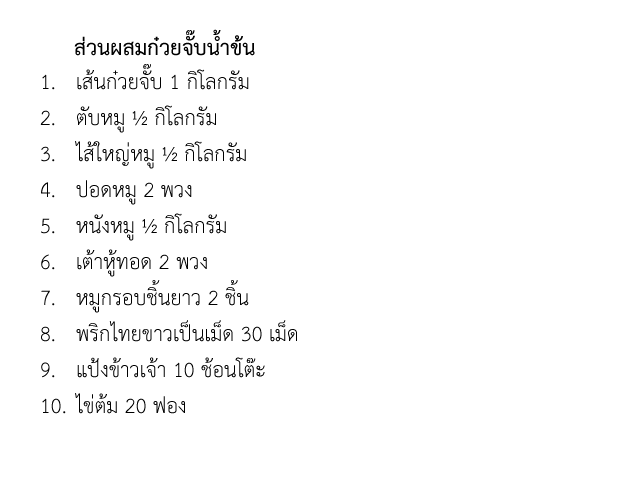 ส่วนผสมก๋วยจั๊บน้ำข้น
1. เส้นก๋วยจั๊บ 1 กิโลกรัม
2. ตับหมู ½ กิโลกรัม
3. ไส้ใหญ่หมู ½ กิโลกรัม
4. ปอดหมู 2 พวง
5. หนังหมู ½ กิโลกรัม
6. เต้าหู้ทอด 2 พวง
7. หมูกรอบชิ้นยาว 2 ชิ้น
8. พริกไทยขาวเป็นเม็ด 30 เม็ด
9. แป้งข้าวเจ้า 10 ช้อนโต๊ะ
10. ไข่ต้ม 20 ฟอง